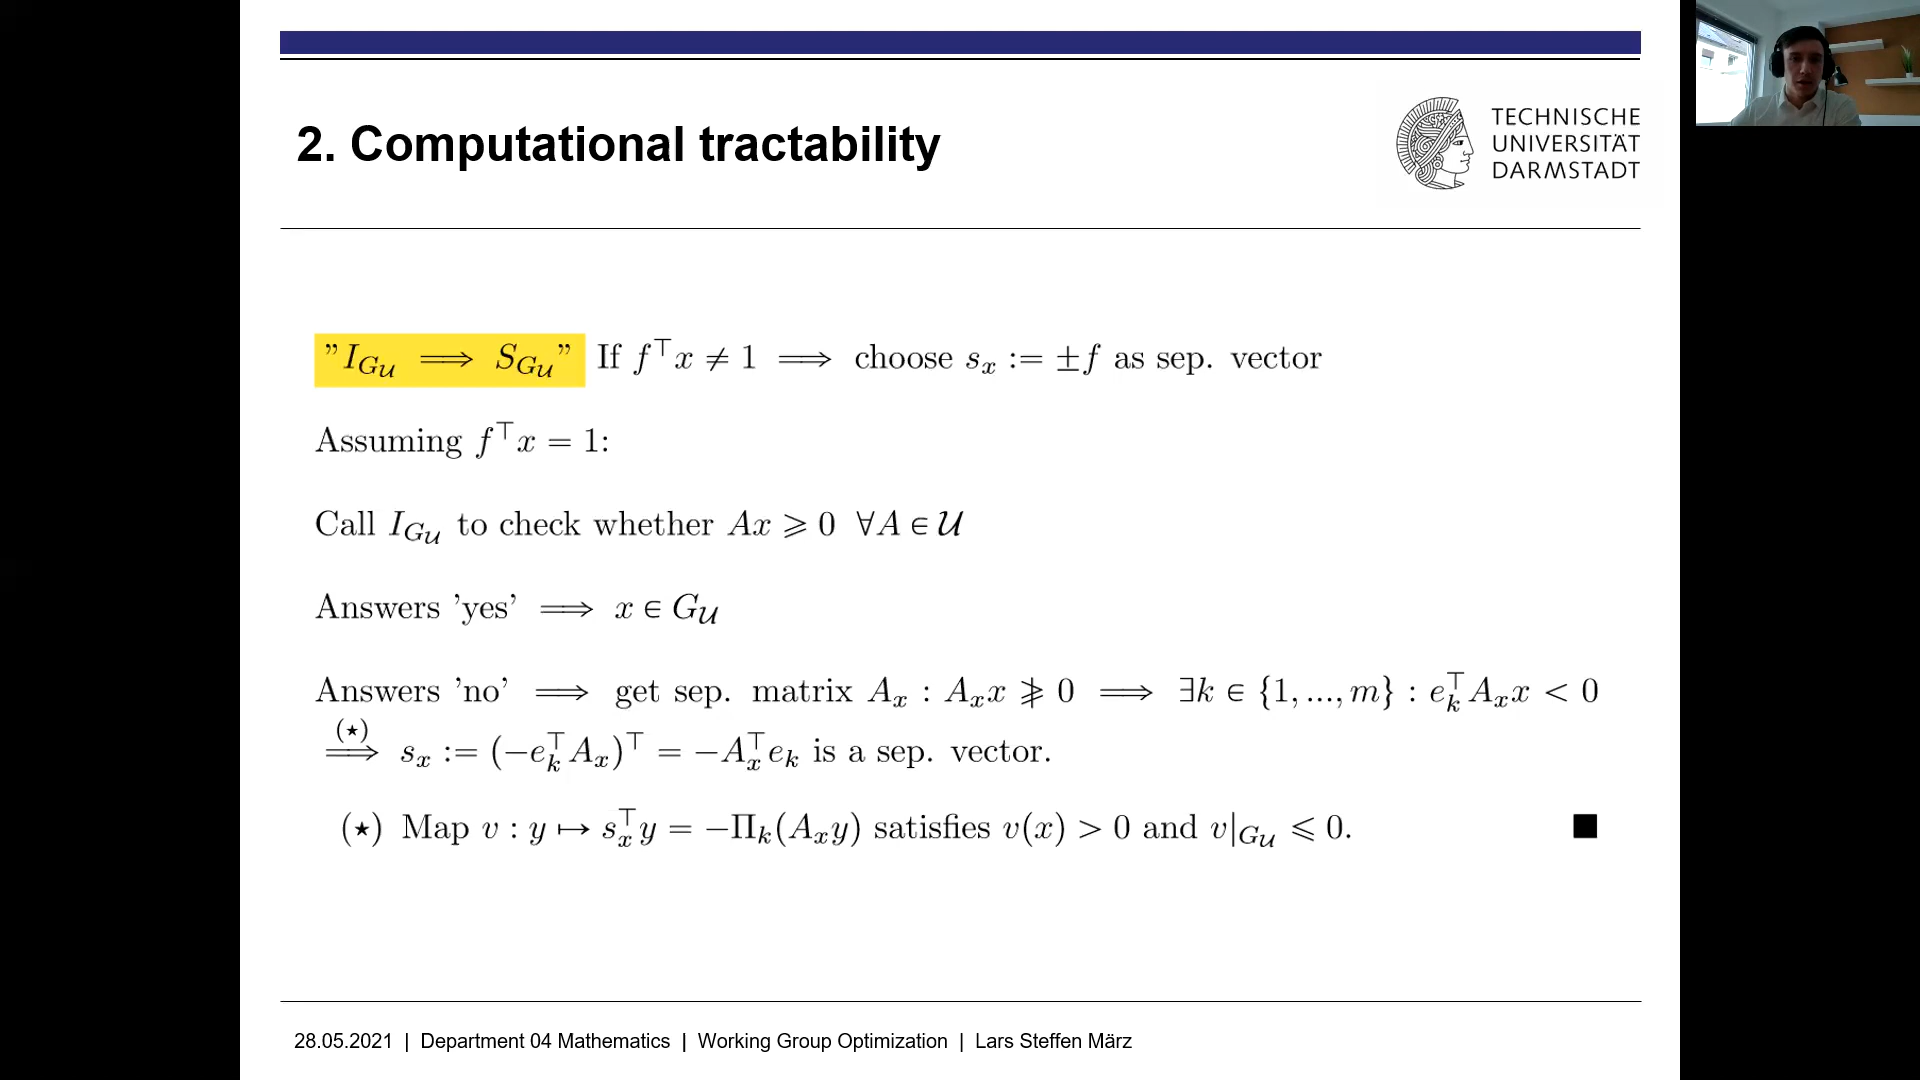 2. Computational tractability
TECHNISCHE
UNIVERSITÄT
DARMSTADT
" I_{G_𝒰} ⟹ S_{G_𝒰} " If f^⊤x ≠ 1 ⟹ choose s_x := ±f as sep. vector
Assuming f^⊤x = 1:
Call I_{G_𝒰} to check whether Ax ⩾ 0 ∀A ∈ 𝒰
Answers 'yes' ⟹ x ∈ G_𝒰
Answers 'no' ⟹ get sep. matrix A_x : A_x x ⩾̸ 0 ⟹ ∃k ∈ {1, ..., m} : e_k^⊤ A_x x < 0
(⋆) ⟹ s_x := (−e_k^⊤ A_x)^⊤ = −A_x^⊤ e_k is a sep. vector.
(⋆) Map v : y ↦ s_x^⊤ y = −Π_k(A_x y) satisfies v(x) > 0 and v|_{G_𝒰} ⩽ 0. ■
28.05.2021 | Department 04 Mathematics | Working Group Optimization | Lars Steffen März